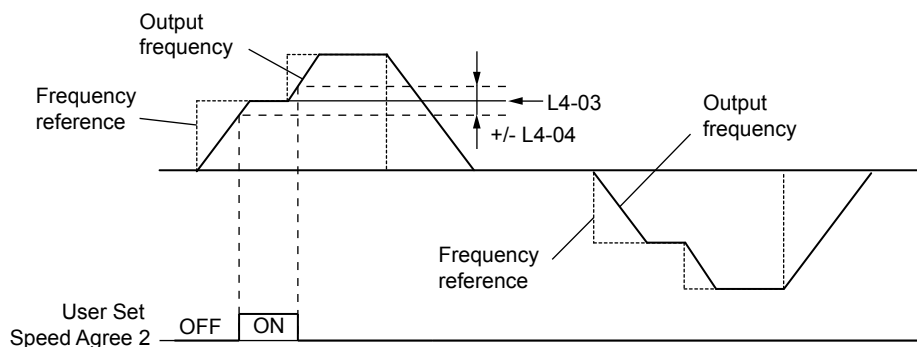 Output
frequency
Frequency
reference
L4-03
+/- L4-04
Output
frequency
Frequency
reference
User Set
Speed Agree 2
OFF
ON